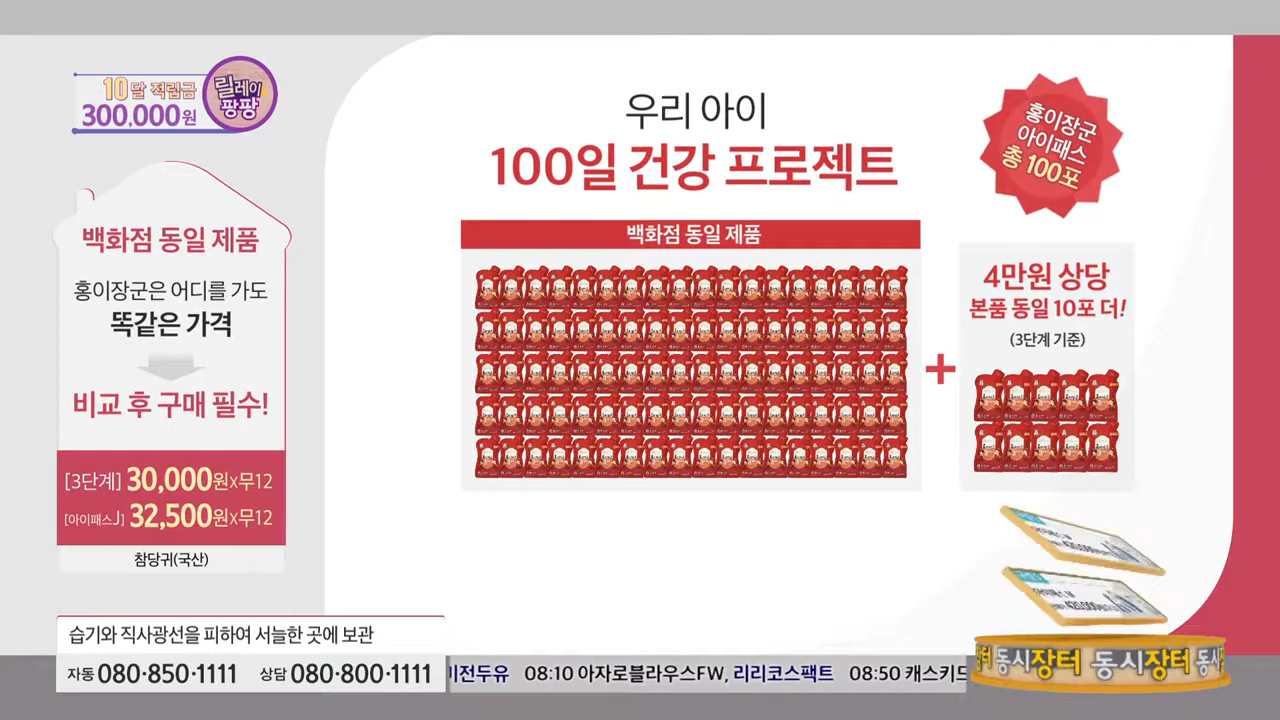 10달 적립금
300,000원
릴레이
팡팡
백화점 동일 제품
홍이장군은 어디를 가도
똑같은 가격
비교 후 구매 필수!
[3단계] 30,000원x무12
[아이패스J] 32,500원x무12
참당귀(국산)
우리 아이
100일 건강 프로젝트
백화점 동일 제품
홍이장군
아이패스
총 100포
+
4만원 상당
본품 동일 10포 더!
(3단계 기준)
습기와 직사광선을 피하여 서늘한 곳에 보관
자동 080·850·1111 상담 080·800·1111
비전두유 08:10 아자로블라우스FW, 리리코스팩트 08:50 캐스키드
장터 동시장터 동시장터 동시